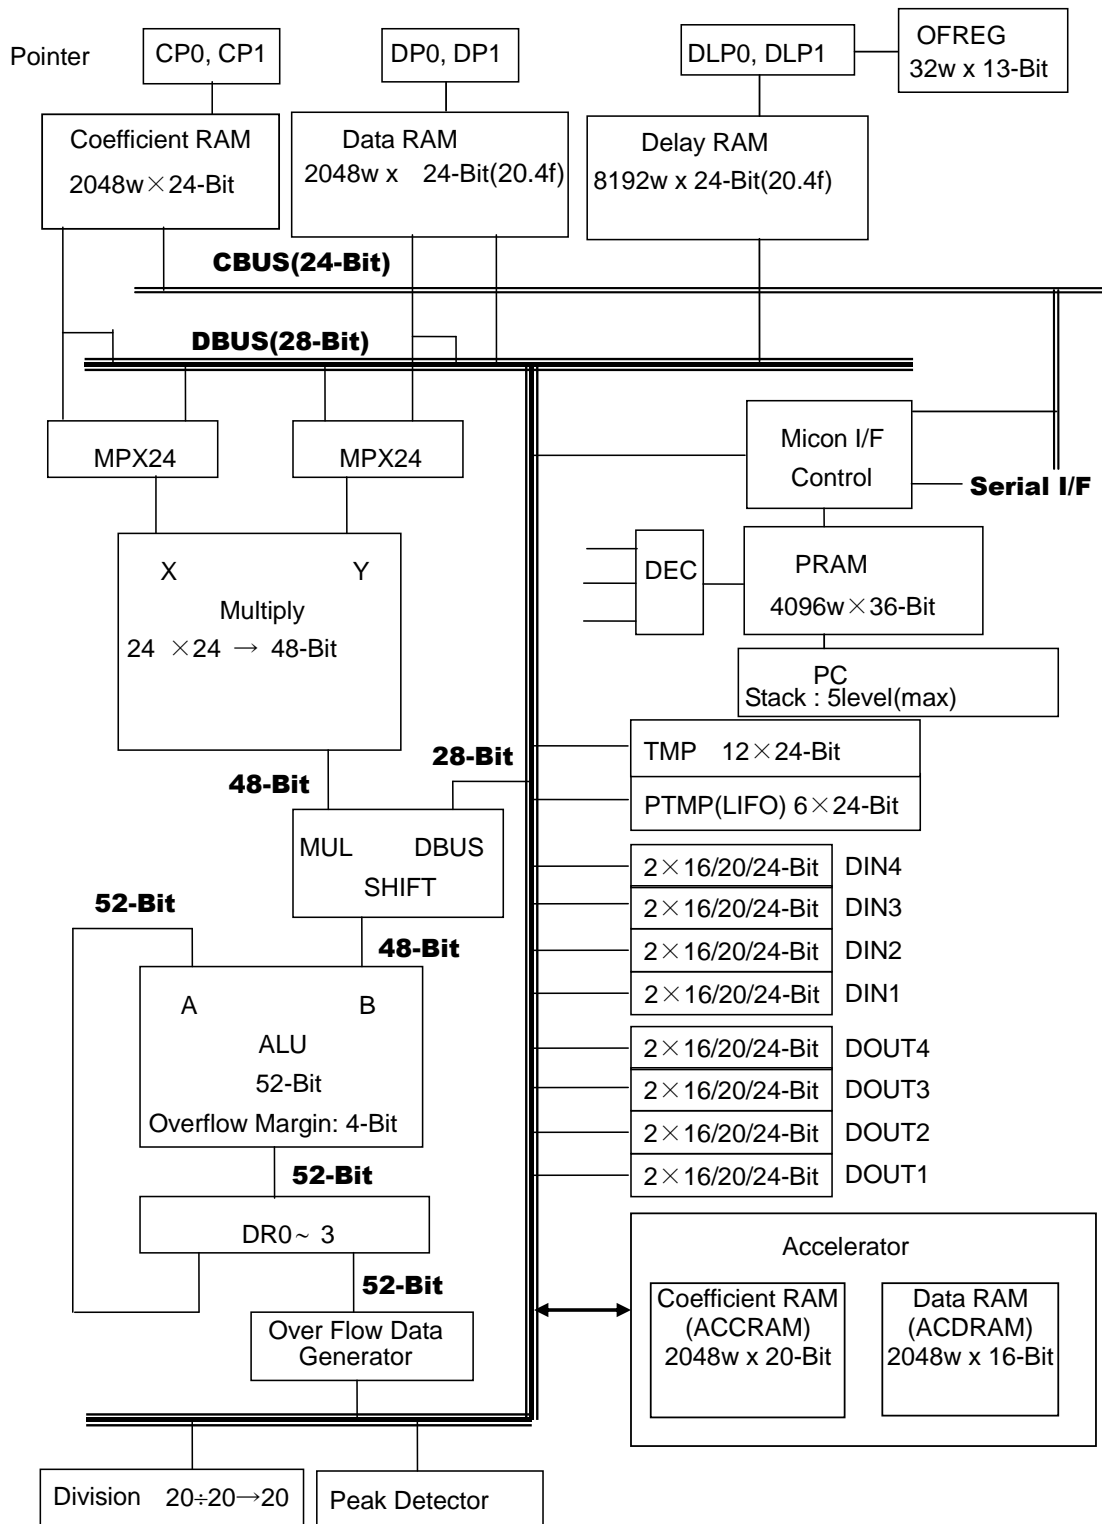 Pointer
CP0, CP1
DP0, DP1
DLP0, DLP1
OFREG
32w x 13-Bit
Coefficient RAM
2048w×24-Bit
Data RAM
2048w x 24-Bit(20.4f)
Delay RAM
8192w x 24-Bit(20.4f)
CBUS(24-Bit)
DBUS(28-Bit)
MPX24
MPX24
Micon I/F
Control
Serial I/F
X Y
Multiply
24 ×24 → 48-Bit
DEC
PRAM
4096w×36-Bit
PC
Stack : 5level(max)
28-Bit
48-Bit
TMP 12×24-Bit
PTMP(LIFO) 6×24-Bit
MUL DBUS
SHIFT
2×16/20/24-Bit DIN4
2×16/20/24-Bit DIN3
2×16/20/24-Bit DIN2
2×16/20/24-Bit DIN1
52-Bit
48-Bit
A B
ALU
52-Bit
Overflow Margin: 4-Bit
2×16/20/24-Bit DOUT4
2×16/20/24-Bit DOUT3
2×16/20/24-Bit DOUT2
2×16/20/24-Bit DOUT1
52-Bit
DR0~ 3
52-Bit
Over Flow Data
Generator
Accelerator
Coefficient RAM
(ACCRAM)
2048w x 20-Bit
Data RAM
(ACDRAM)
2048w x 16-Bit
Division 20÷20→20
Peak Detector